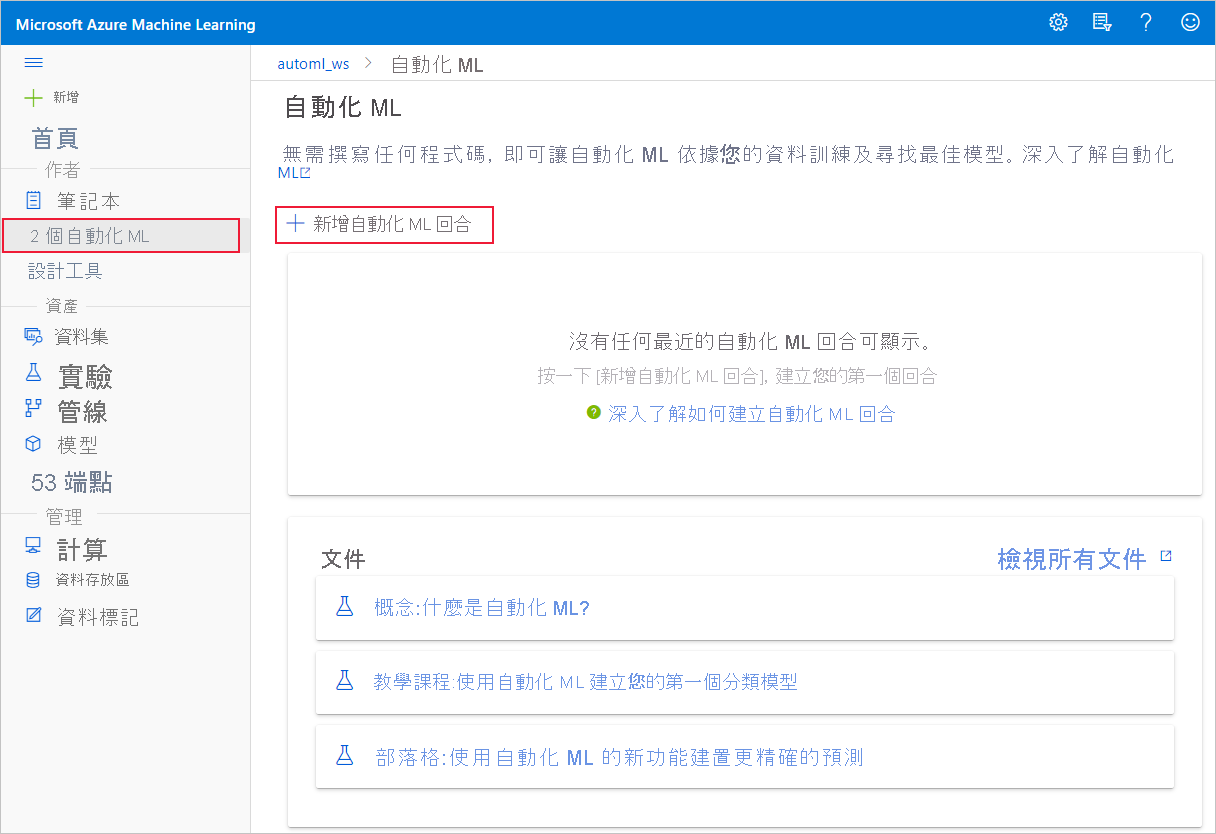 Microsoft Azure Machine Learning
新增
首頁
作者
筆記本
2 個自動化 ML
設計工具
資產
資料集
實驗
管線
模型
53 端點
管理
計算
資料存放區
資料標記
automl_ws > 自動化 ML
自動化 ML
無需撰寫任何程式碼, 即可讓自動化 ML 依據您的資料訓練及尋找最佳模型。深入了解自動化
ML
+ 新增自動化 ML 回合
沒有任何最近的自動化 ML 回合可顯示。
按一下 [新增自動化 ML 回合], 建立您的第一個回合
深入了解如何建立自動化 ML 回合
文件
檢視所有文件
概念:什麼是自動化 ML?
教學課程:使用自動化 ML 建立您的第一個分類模型
部落格:使用自動化 ML 的新功能建置更精確的預測